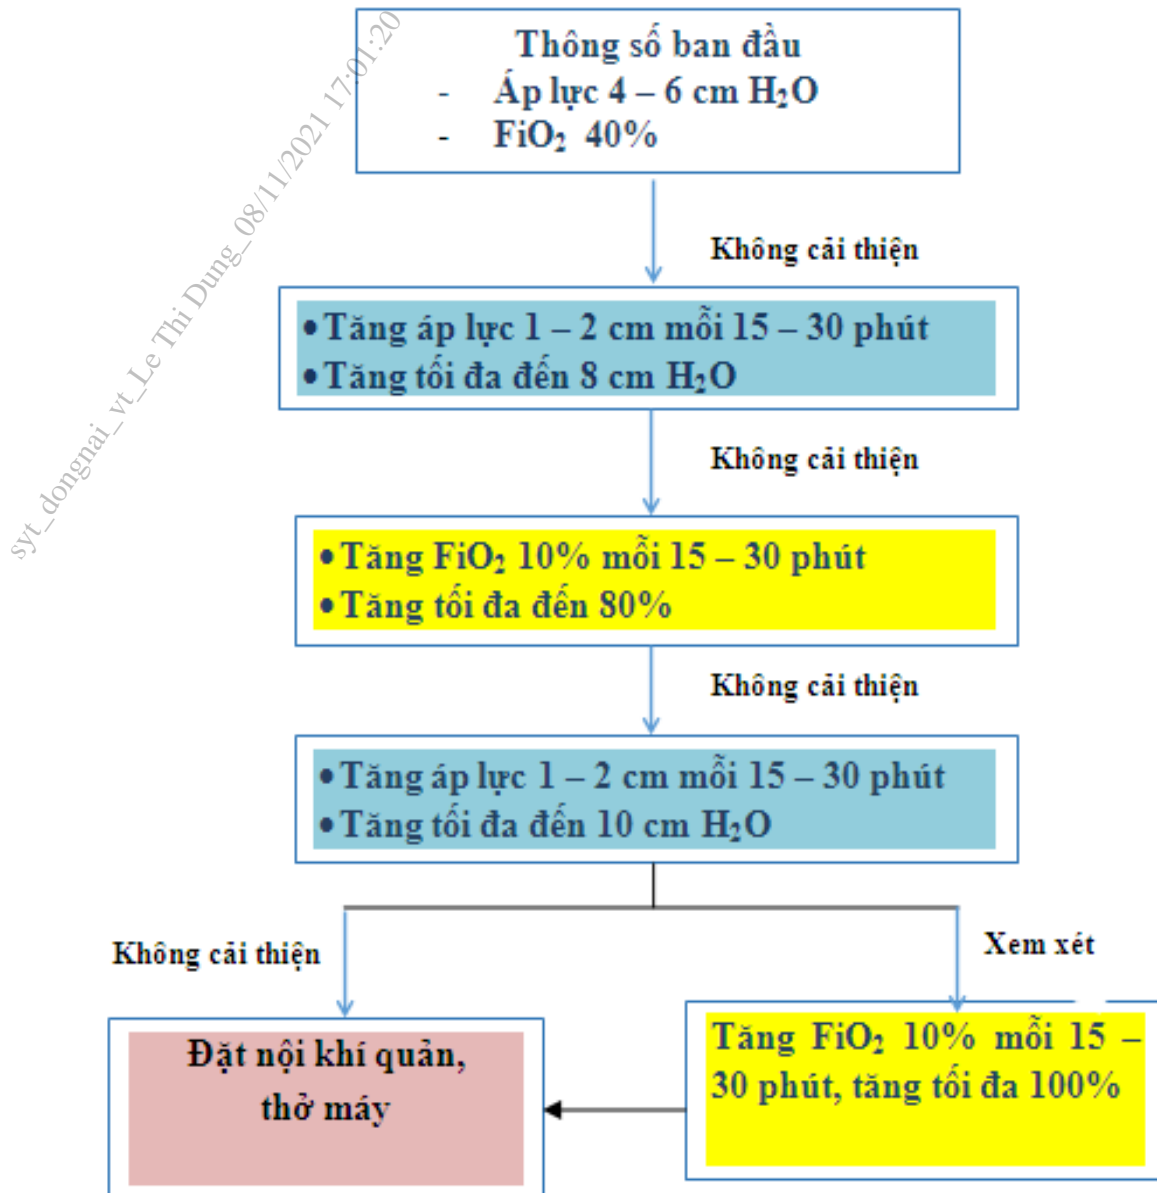 Thông số ban đầu
- Áp lực 4 – 6 cm H₂O
- FiO₂ 40%
syt_dongnai_vt_Le Thi Dung_08/11/2021 17:01:20
Không cải thiện
• Tăng áp lực 1 – 2 cm mỗi 15 – 30 phút
• Tăng tối đa đến 8 cm H₂O
Không cải thiện
• Tăng FiO₂ 10% mỗi 15 – 30 phút
• Tăng tối đa đến 80%
Không cải thiện
• Tăng áp lực 1 – 2 cm mỗi 15 – 30 phút
• Tăng tối đa đến 10 cm H₂O
Không cải thiện
Xem xét
Đặt nội khí quản,
thở máy
Tăng FiO₂ 10% mỗi 15 –
30 phút, tăng tối đa 100%